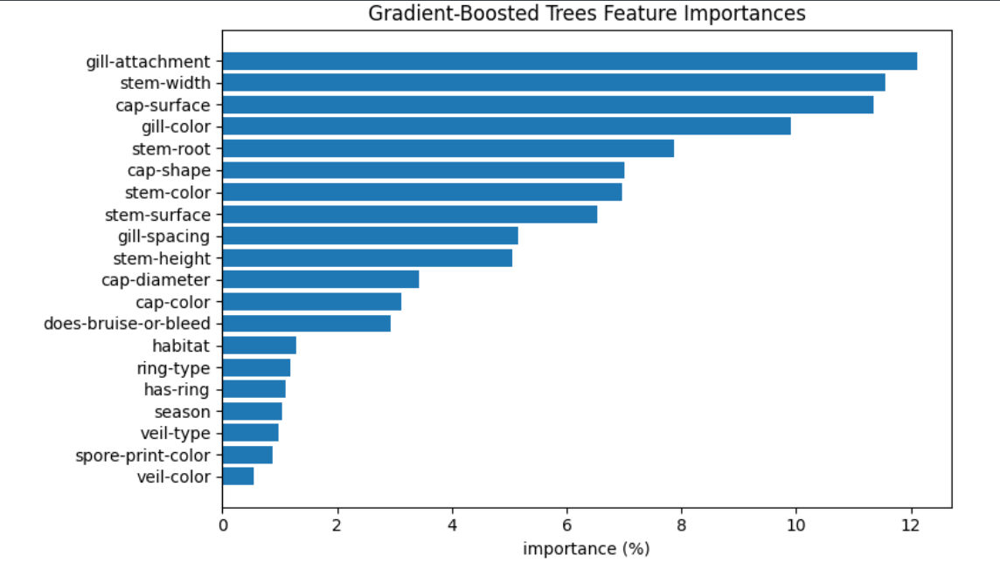 Gradient-Boosted Trees Feature Importances
gill-attachment
stem-width
cap-surface
gill-color
stem-root
cap-shape
stem-color
stem-surface
gill-spacing
stem-height
cap-diameter
cap-color
does-bruise-or-bleed
habitat
ring-type
has-ring
season
veil-type
spore-print-color
veil-color
0 2 4 6 8 10 12
importance (%)